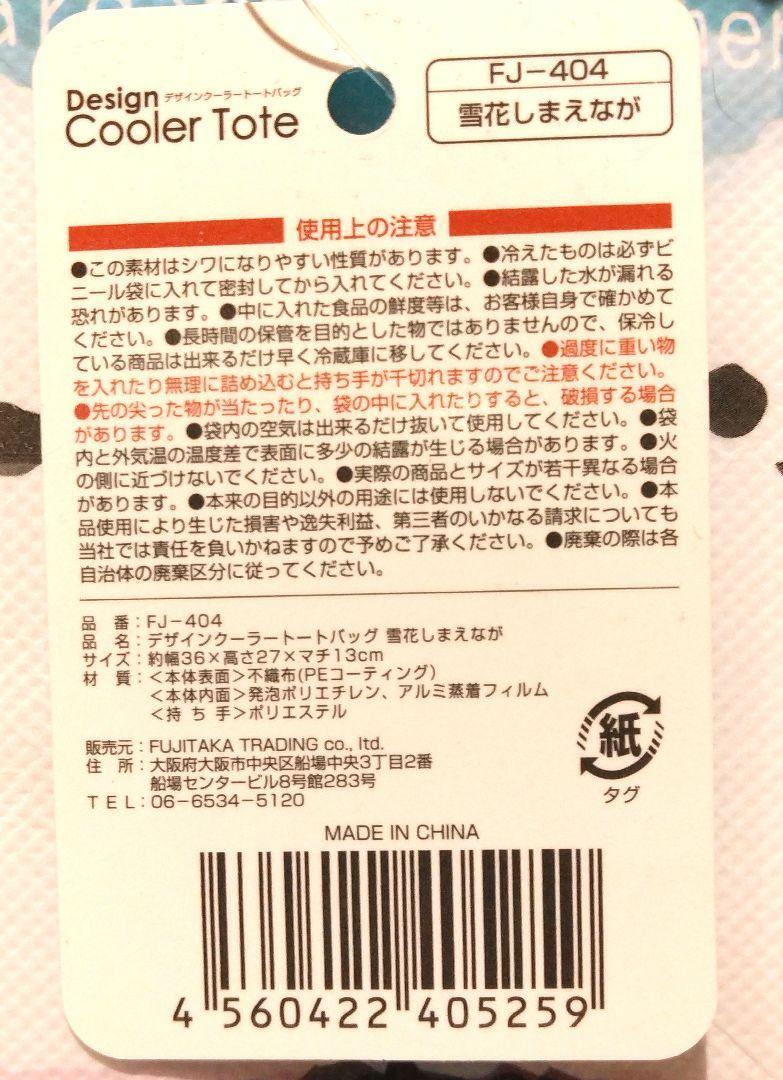 Design デザインクーラートートバッグ
Cooler Tote
FJ-404
雪花しまえなが
使用上の注意
●この素材はシワになりやすい性質があります。●冷えたものは必ずビ
ニール袋に入れて密封してから入れてください。●結露した水が漏れる
恐れがあります。●中に入れた食品の鮮度等は、お客様自身で確かめて
ください。●長時間の保管を目的とした物ではありませんので、保冷し
ている商品は出来るだけ早く冷蔵庫に移してください。●過度に重い物
を入れたり無理に詰め込むと持ち手が千切れますのでご注意ください。
●先の尖った物が当たったり、袋の中に入れたりすると、破損する場合
があります。●袋内の空気は出来るだけ抜いて使用してください。●袋
内と外気温の温度差で表面に多少の結露が生じる場合があります。●火
の側に近づけないでください。●実際の商品とサイズが若干異なる場合
があります。●本来の目的以外の用途には使用しないでください。●本
品使用により生じた損害や逸失利益、第三者のいかなる請求についても
当社では責任を負いかねますので予めご了承ください。●廃棄の際は各
自治体の廃棄区分に従ってください。
品 番：FJ-404
品 名：デザインクーラートートバッグ 雪花しまえなが
サイズ：約幅36×高さ27×マチ13cm
材 質：＜本体表面＞不織布(PEコーティング)
＜本体内面＞発泡ポリエチレン、アルミ蒸着フィルム
＜持 ち 手＞ポリエステル
販売元：FUJITAKA TRADING co., ltd.
住 所：大阪府大阪市中央区船場中央3丁目2番
船場センタービル8号館283号
TEL：06-6534-5120
紙
タグ
MADE IN CHINA
4 560422 405259